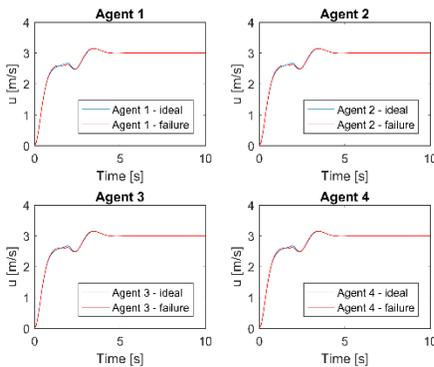 Agent 1
4
3
2
1
0
u [m/s]
Agent 1 - ideal
Agent 1 - failure
0 5 10
Time [s]
Agent 2
4
3
2
1
0
u [m/s]
Agent 2 - ideal
Agent 2 - failure
0 5 10
Time [s]
Agent 3
4
3
2
1
0
u [m/s]
Agent 3 - ideal
Agent 3 - failure
0 5 10
Time [s]
Agent 4
4
3
2
1
0
u [m/s]
Agent 4 - ideal
Agent 4 - failure
0 5 10
Time [s]